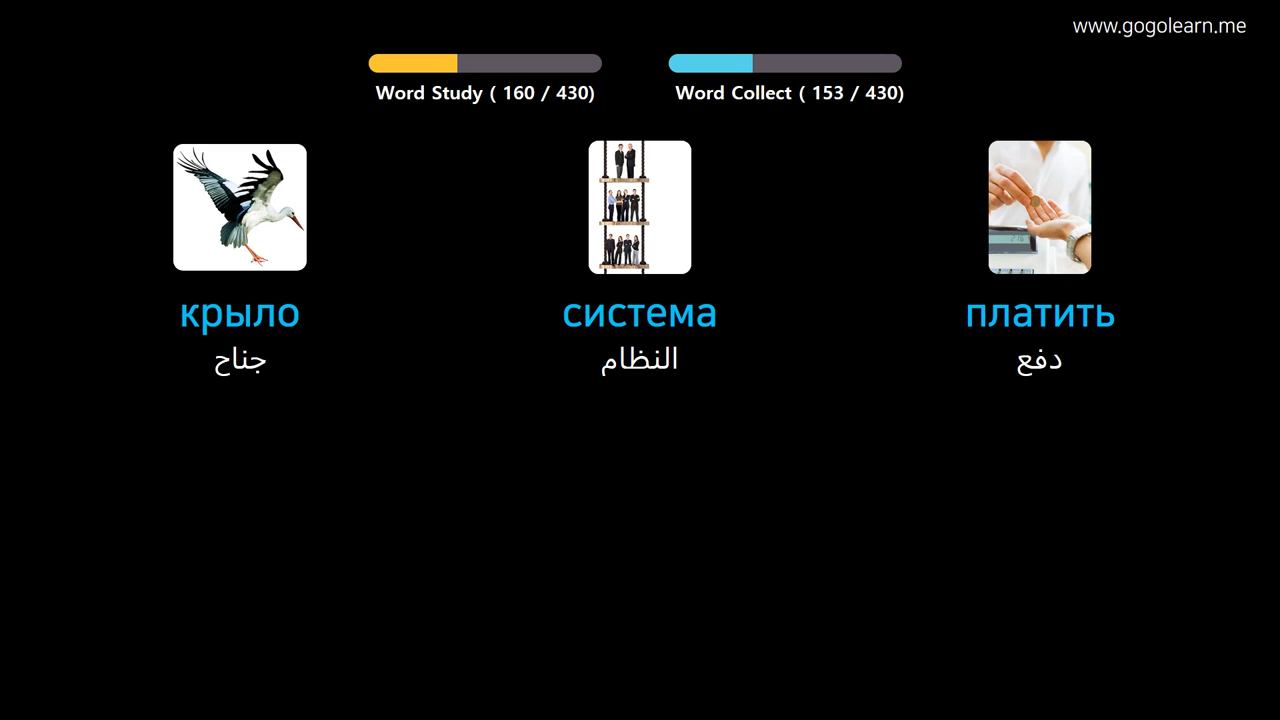 www.gogolearn.me
Word Study ( 160 / 430)
Word Collect ( 153 / 430)
крыло
система
платить
جناح
النظام
دفع